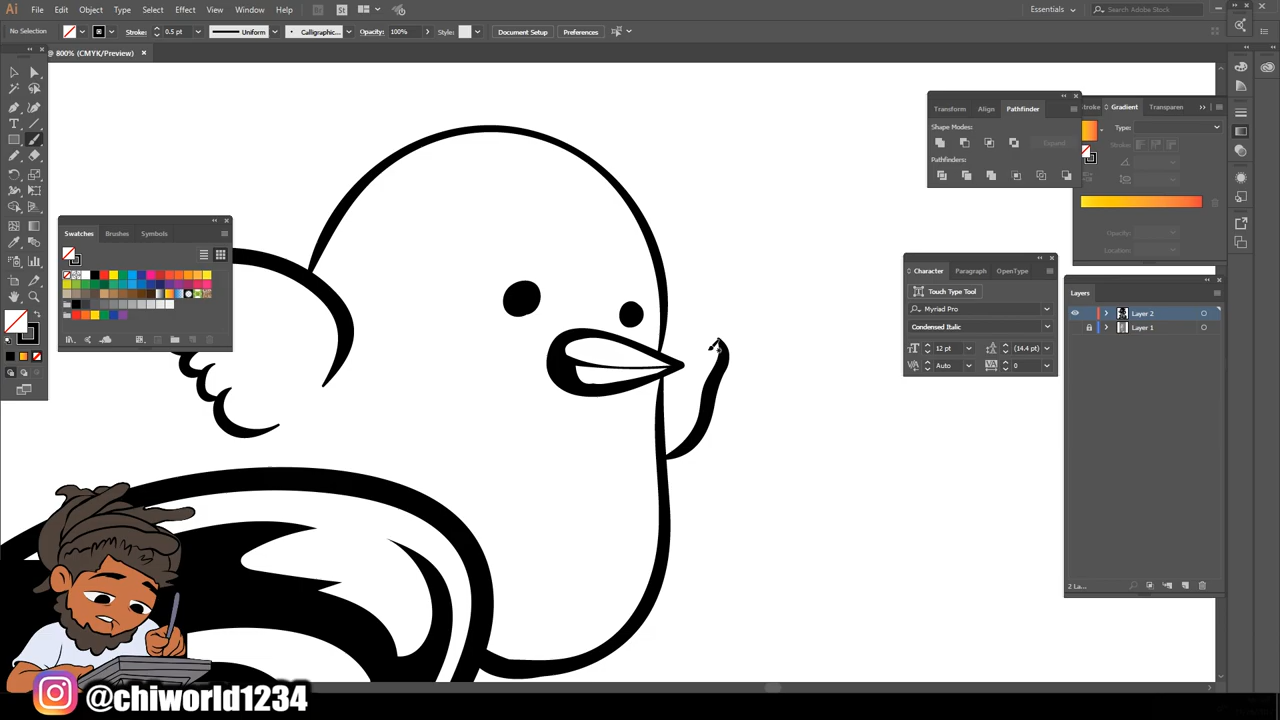 Ai File Edit Object Type Select Effect View Window Help Br St Essentials Search Adobe Stock
No Selection Stroke: 0.5 pt Uniform Calligraphic... Opacity: 100% Style: Document Setup Preferences
@ 800% (CMYK/Preview) ×
Transform Align Pathfinder
Shape Modes:
Expand
Pathfinders:
stroke Gradient Transparen
Type:
Stroke:
Opacity:
Location:
Swatches Brushes Symbols
Character Paragraph OpenType
Touch Type Tool
Myriad Pro
Condensed Italic
12 pt (14.4 pt)
Auto 0
Layers
Layer 2
Layer 1
2 La...
@chiworld1234